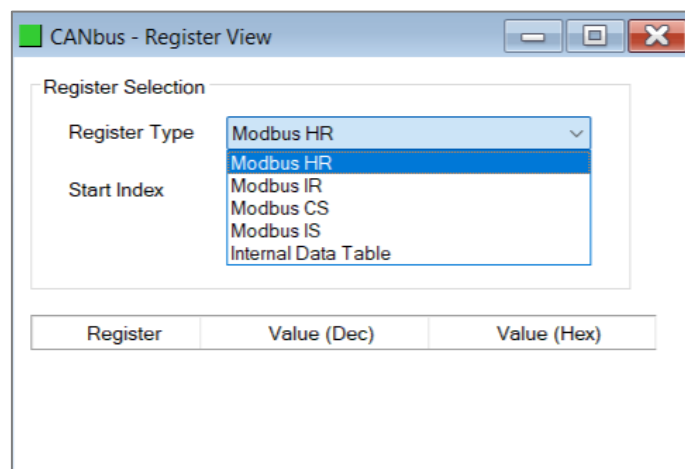 CANbus - Register View
Register Selection
Register Type Modbus HR
Modbus HR
Modbus IR
Start Index
Modbus CS
Modbus IS
Internal Data Table
Register Value (Dec) Value (Hex)